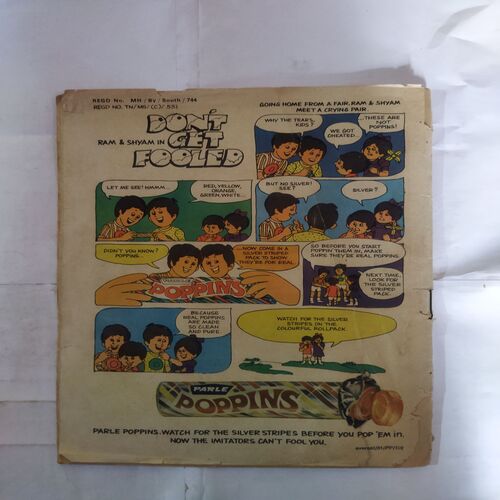 REGD No. MH / By / South / 744
REGD NO. TN/MS/(C)/.531
DON'T
GET
FOOLED
RAM & SHYAM IN
GOING HOME FROM A FAIR, RAM & SHYAM
MEET A CRYING PAIR.
WHY THE TEARS,
KIDS?
WE GOT
CHEATED...
...THESE ARE
NOT
POPPINS!
LET ME SEE! HMMM...
RED, YELLOW,
ORANGE,
GREEN, WHITE...
BUT NO SILVER!
SEE?
SILVER?
DIDN'T YOU KNOW?
POPPINS...
...NOW COME IN A
SILVER STRIPED
PACK TO SHOW
THEY'RE FOR REAL.
POPPINS
SO BEFORE YOU START
POPPIN THEM IN, MAKE
SURE THEY'RE REAL POPPINS
NEXT TIME,
LOOK FOR
THE SILVER
STRIPED
PACK.
BECAUSE
REAL POPPINS
ARE MADE
SO CLEAN
AND PURE...
WATCH FOR THE SILVER
STRIPES ON THE
COLOURFUL ROLLPACK.
PARLE
POPPINS
PARLE POPPINS. WATCH FOR THE SILVER STRIPES BEFORE YOU POP 'EM IN.
NOW THE IMITATORS CAN'T FOOL YOU.